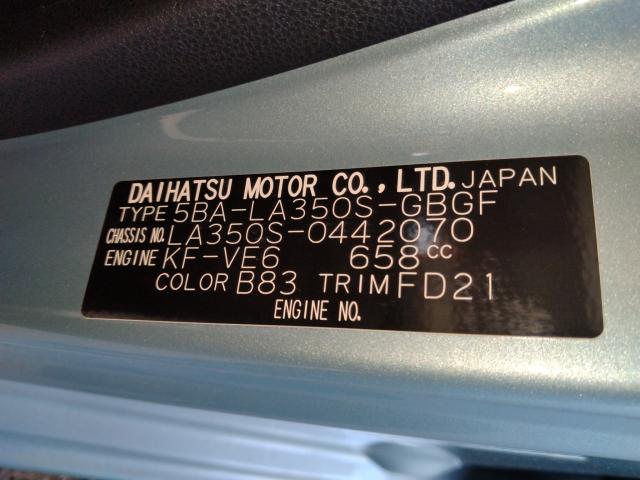 DAIHATSU MOTOR CO., LTD. JAPAN
TYPE 5BA-LA350S-GBGF
CHASSIS NO. LA350S-0442070
ENGINE KF-VE6 658cc
COLOR B83 TRIM FD21
ENGINE NO.